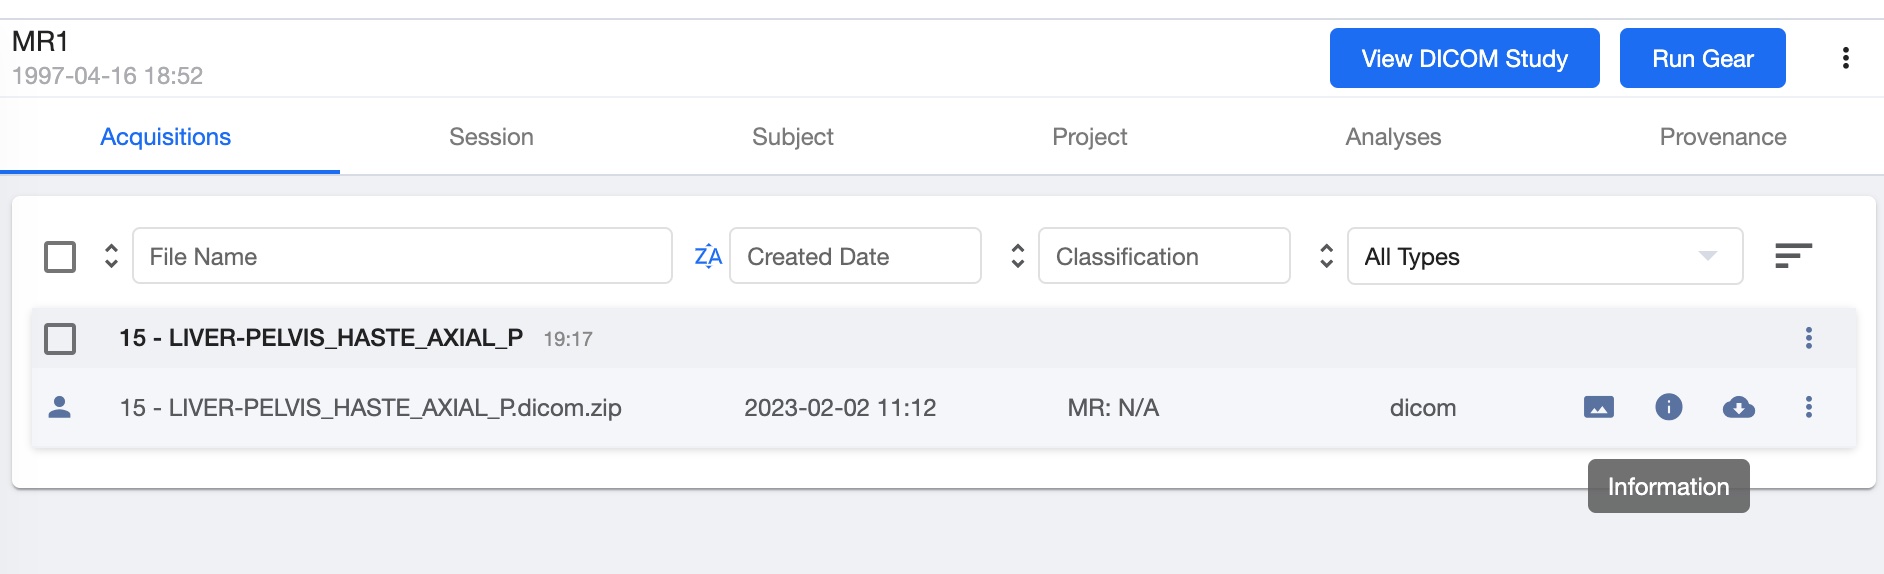 MR1
1997-04-16 18:52
View DICOM Study
Run Gear
Acquisitions
Session
Subject
Project
Analyses
Provenance
File Name
ZA
Created Date
Classification
All Types
15 - LIVER-PELVIS_HASTE_AXIAL_P 19:17
15 - LIVER-PELVIS_HASTE_AXIAL_P.dicom.zip
2023-02-02 11:12
MR: N/A
dicom
Information